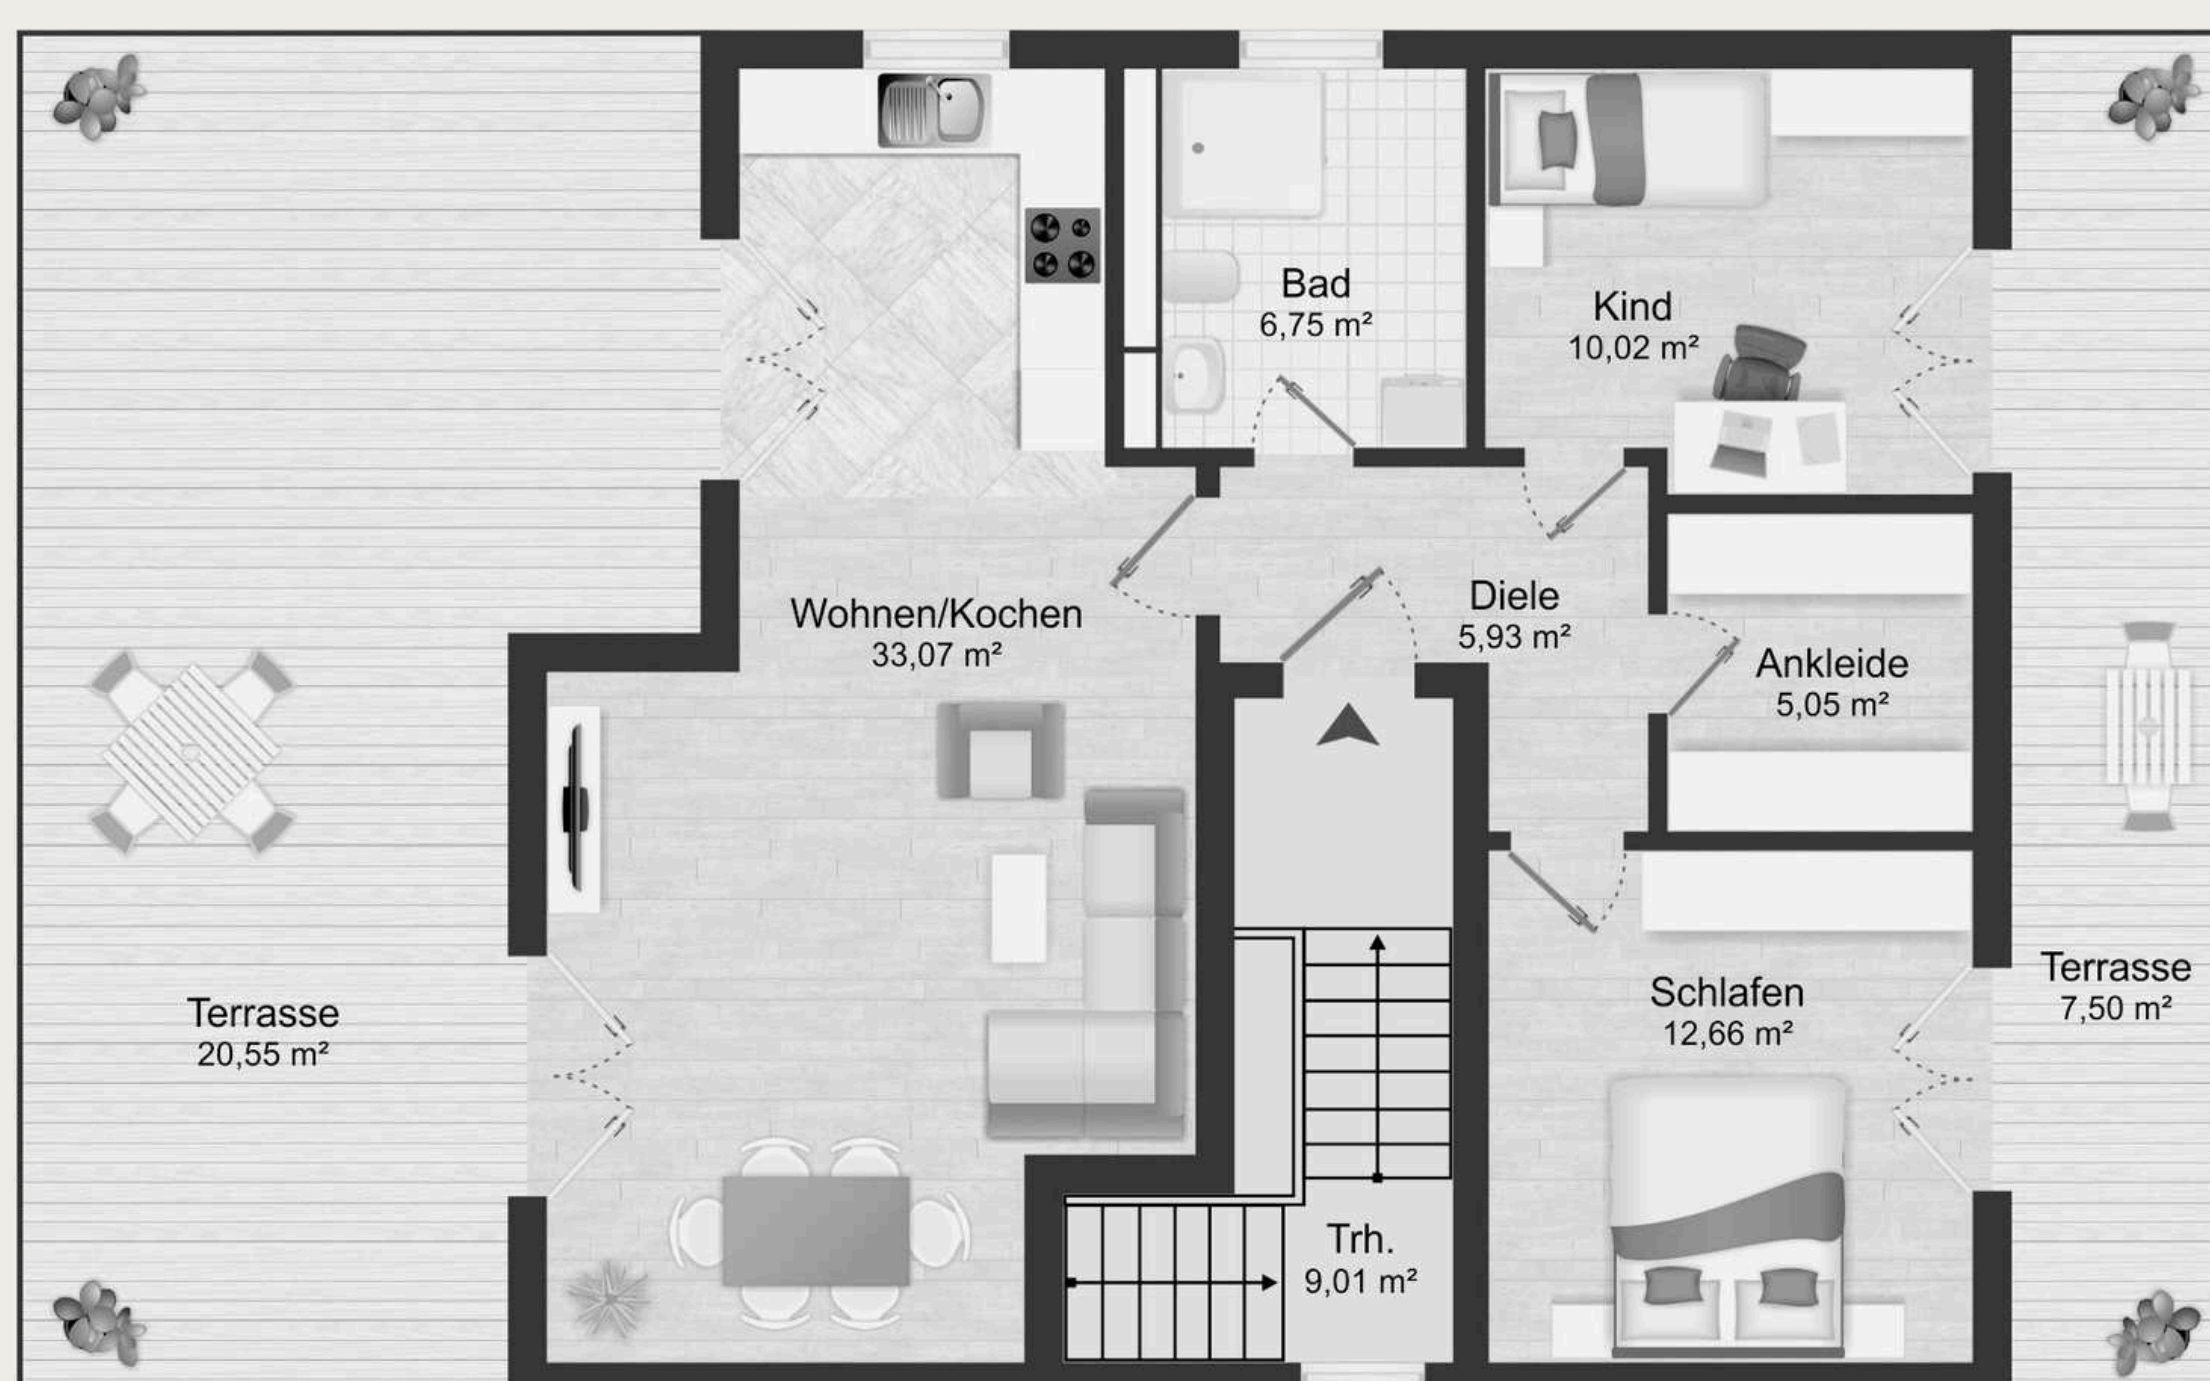 Bad
6,75 m²
Kind
10,02 m²
Wohnen/Kochen
33,07 m²
Diele
5,93 m²
Ankleide
5,05 m²
Terrasse
20,55 m²
Schlafen
12,66 m²
Terrasse
7,50 m²
Trh.
9,01 m²